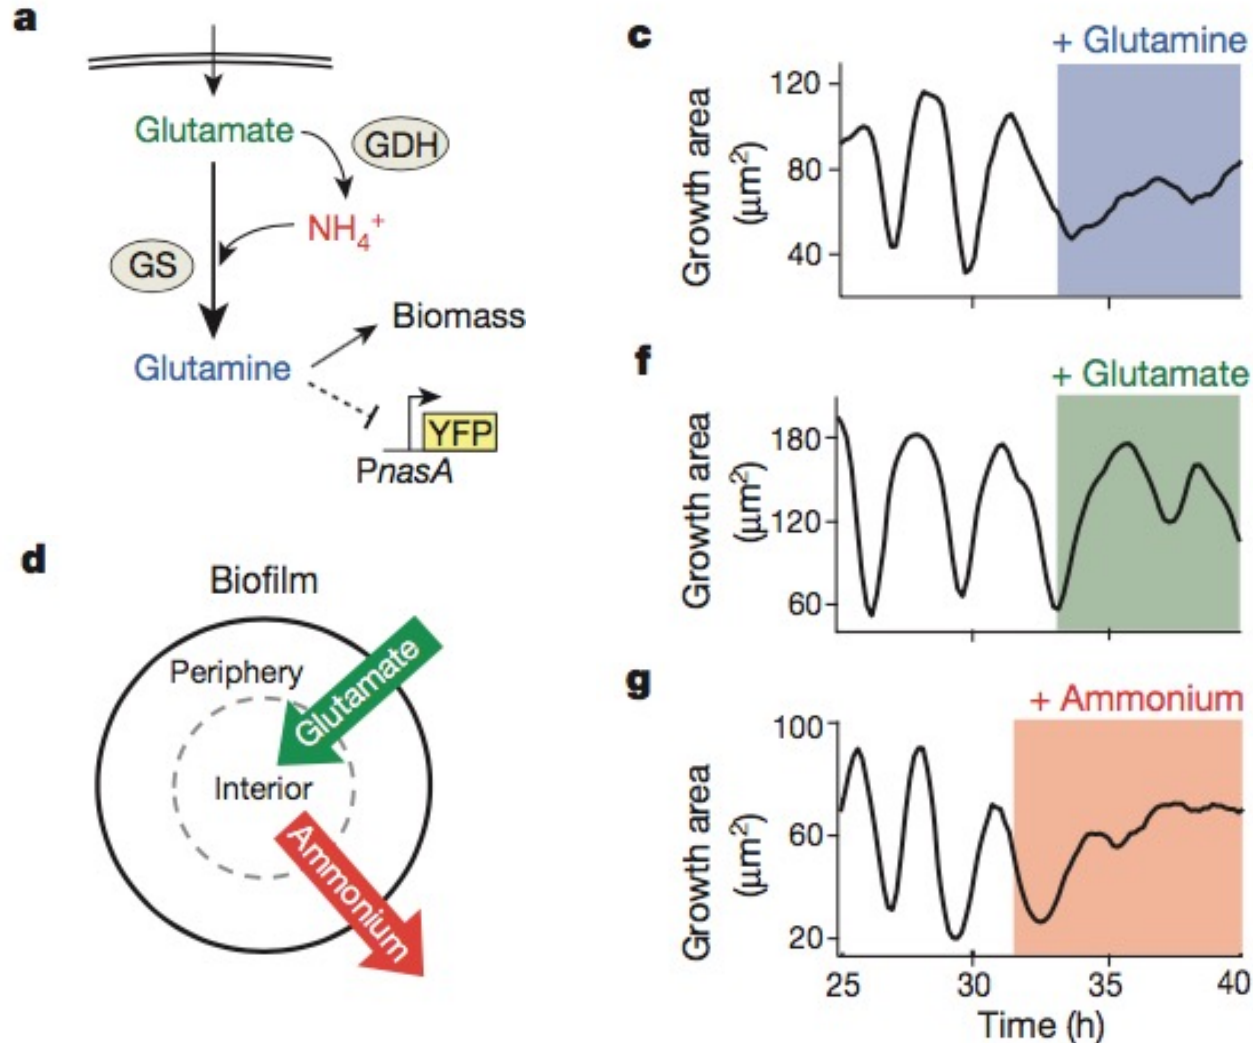 a
Glutamate
GDH
NH₄⁺
GS
Glutamine
Biomass
YFP
PnasA
d
Biofilm
Periphery
Glutamate
Interior
Ammonium
c
+ Glutamine
Growth area
(μm²)
120
80
40
f
+ Glutamate
Growth area
(μm²)
180
120
60
g
+ Ammonium
Growth area
(μm²)
100
60
20
25 30 35 40
Time (h)